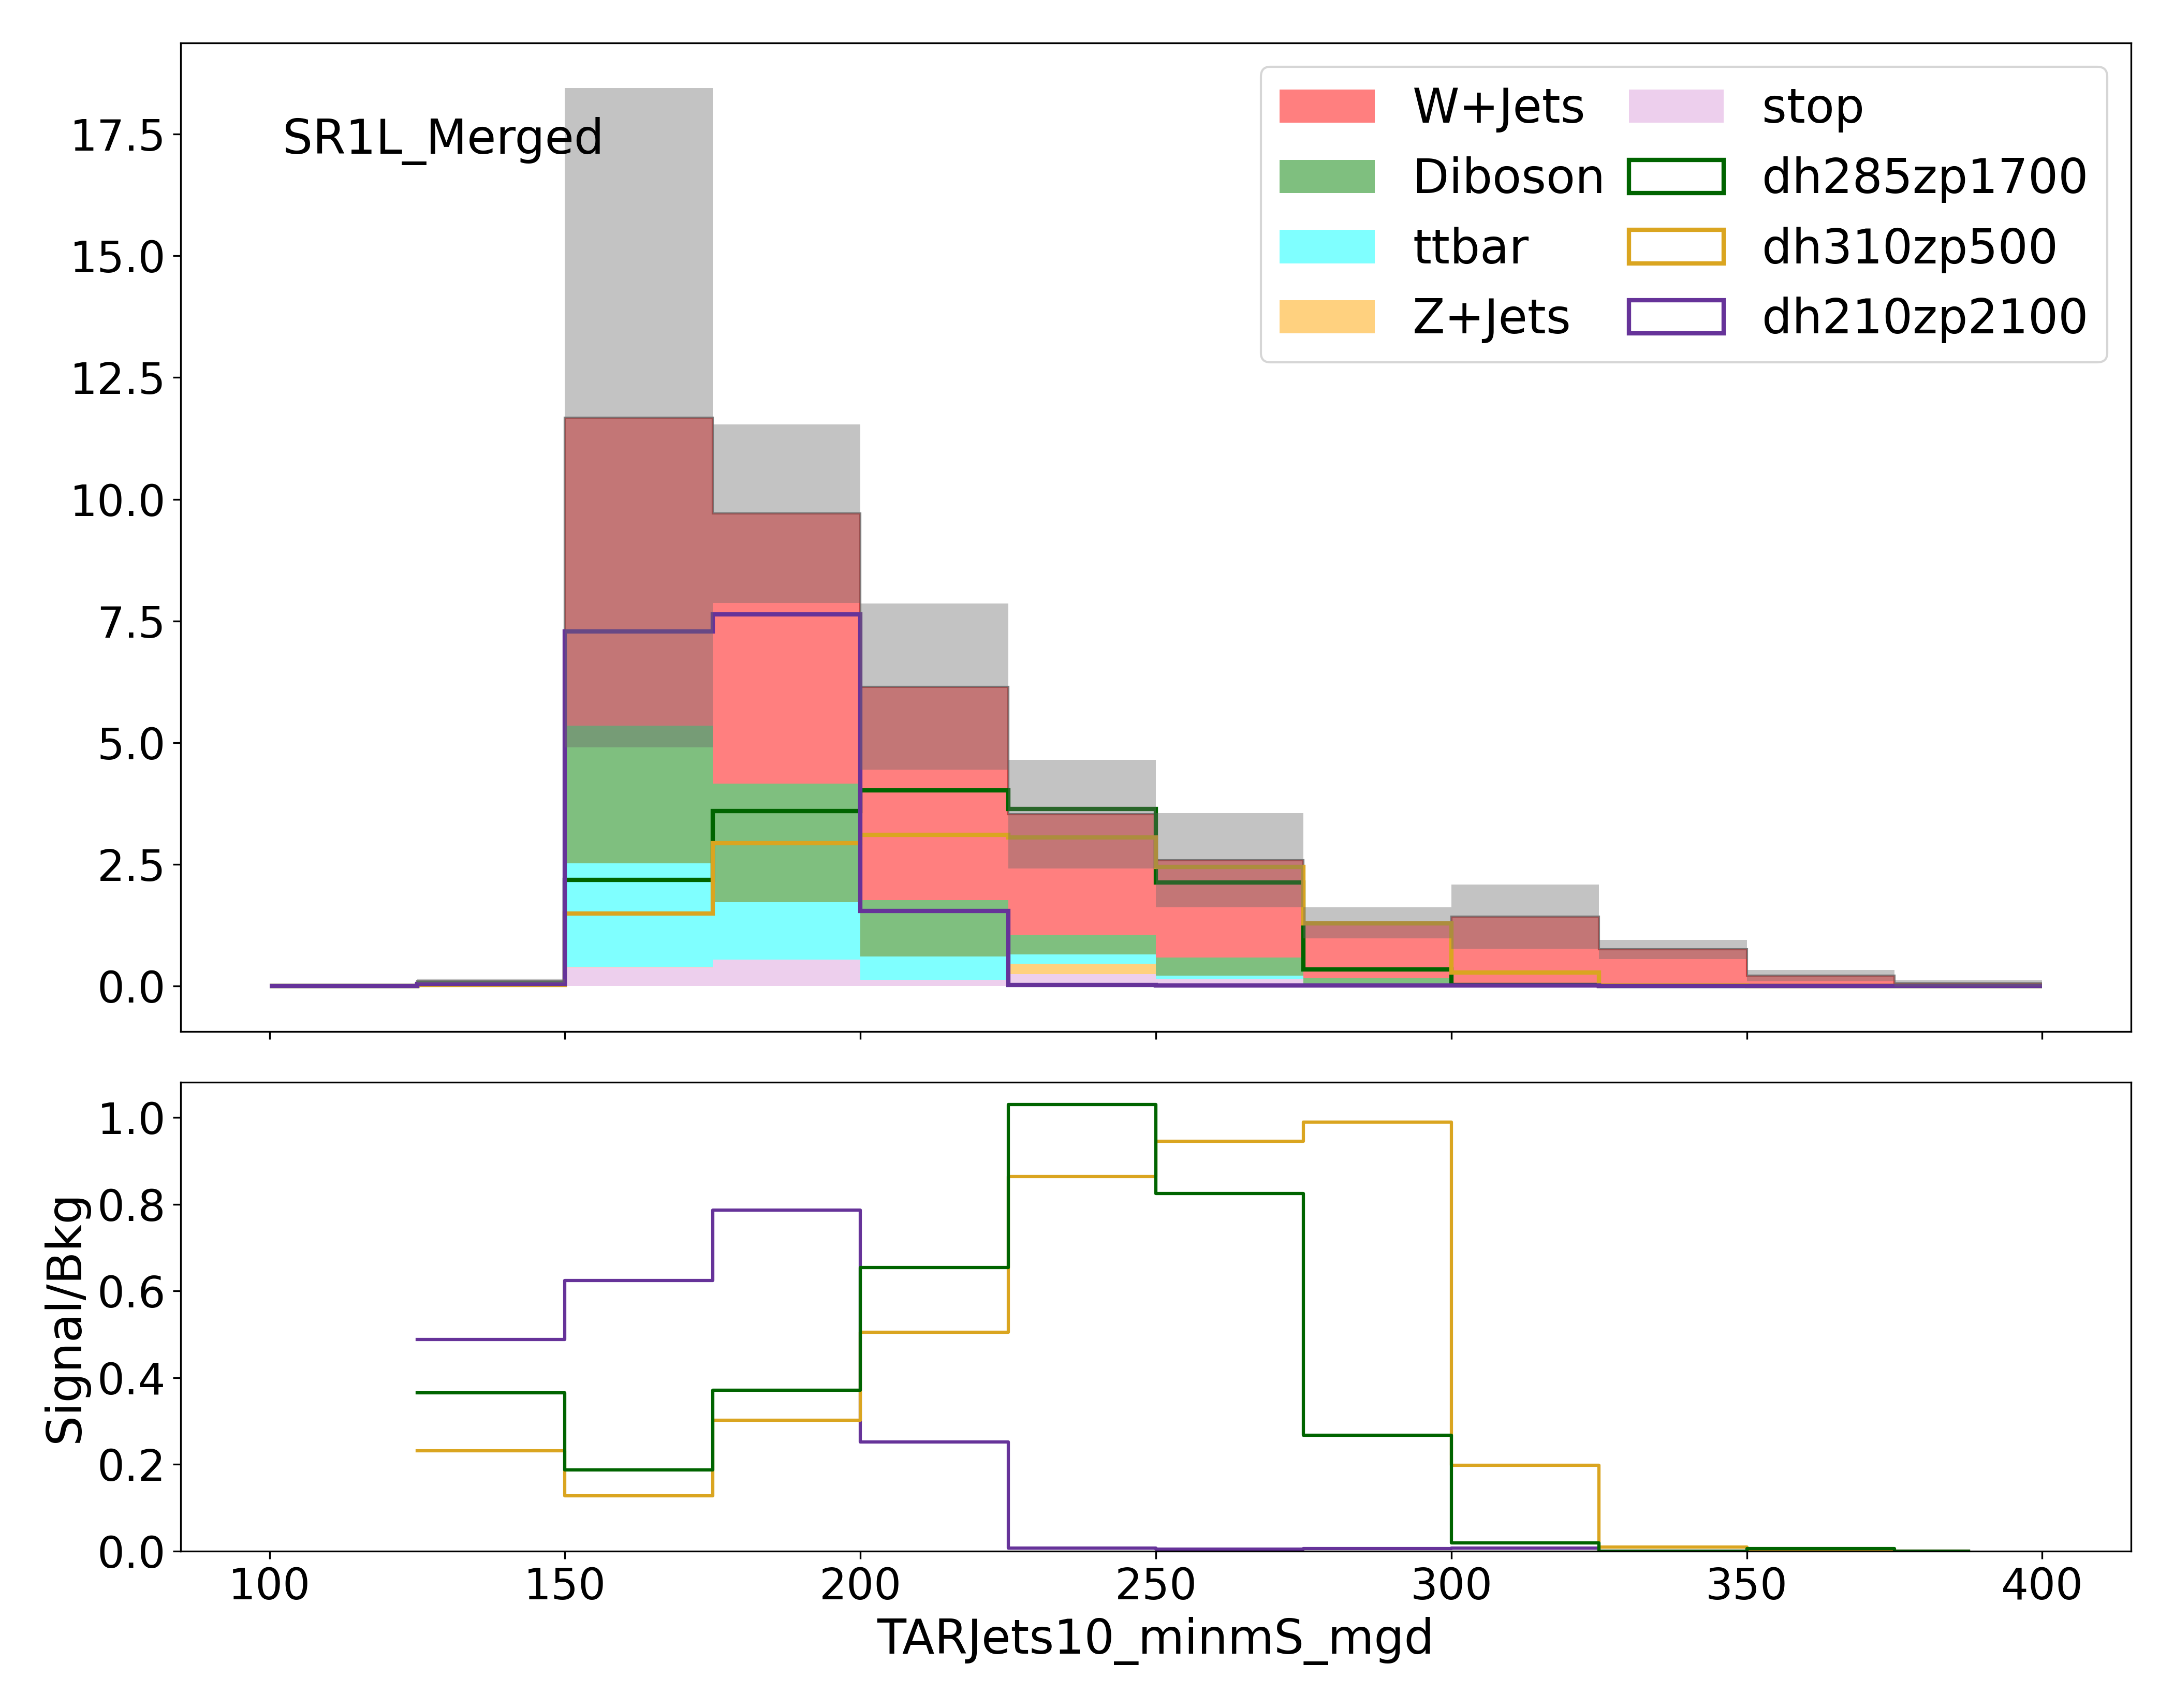 SR1L_Merged
W+Jets
Diboson
ttbar
Z+Jets
stop
dh285zp1700
dh310zp500
dh210zp2100
17.5
15.0
12.5
10.0
7.5
5.0
2.5
0.0
Signal/Bkg
1.0
0.8
0.6
0.4
0.2
0.0
100 150 200 250 300 350 400
TARJets10_minmS_mgd